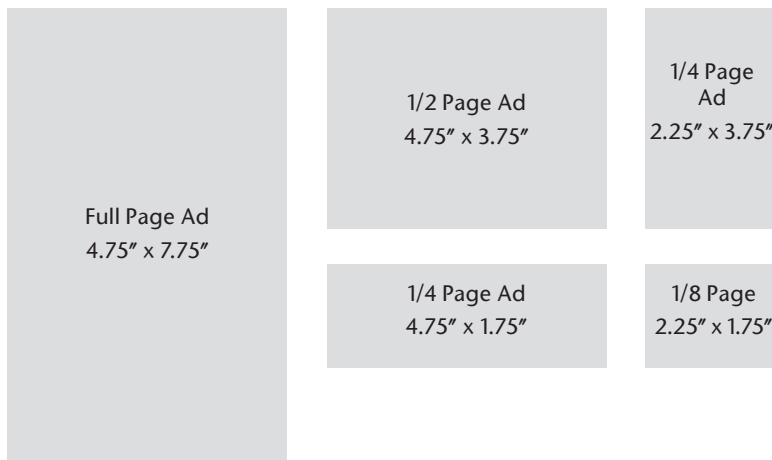 Full Page Ad
4.75″ x 7.75″
1/2 Page Ad
4.75″ x 3.75″
1/4 Page
Ad
2.25″ x 3.75″
1/4 Page Ad
4.75″ x 1.75″
1/8 Page
2.25″ x 1.75″